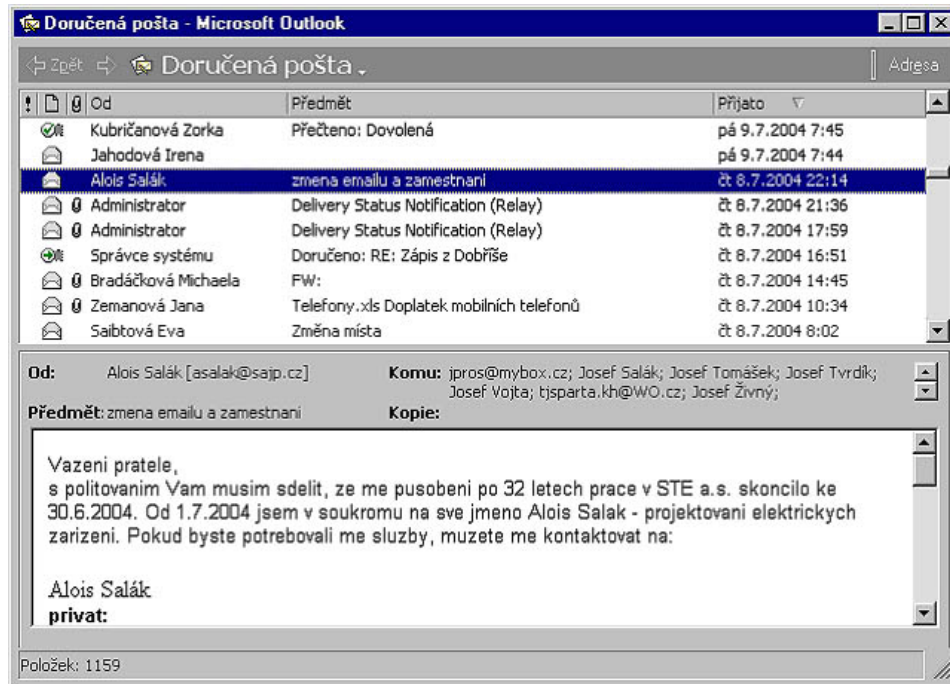 Doručená pošta - Microsoft Outlook
Zpět Doručená pošta . Adresa
! Od Předmět Přijato
Kubričanová Zorka Přečteno: Dovolená pá 9.7.2004 7:45
Jahodová Irena pá 9.7.2004 7:44
Alois Salák zmena emailu a zamestnani čt 8.7.2004 22:14
Administrator Delivery Status Notification (Relay) čt 8.7.2004 21:36
Administrator Delivery Status Notification (Relay) čt 8.7.2004 17:59
Správce systému Doručeno: RE: Zápis z Dobříše čt 8.7.2004 16:51
Bradáčková Michaela FW: čt 8.7.2004 14:45
Zemanová Jana Telefony.xls Doplatek mobilních telefonů čt 8.7.2004 10:34
Saibtová Eva Změna místa čt 8.7.2004 8:02
Od: Alois Salák [asalak@sajp.cz] Komu: jpros@mybox.cz; Josef Salák; Josef Tomášek; Josef Tvrdík;
Josef Vojta; tjsparta.kh@WO.cz; Josef Živný;
Předmět: zmena emailu a zamestnani Kopie:
Vazeni pratele,
s politovanim Vam musim sdelit, ze me pusobeni po 32 letech prace v STE a.s. skoncilo ke
30.6.2004. Od 1.7.2004 jsem v soukromu na sve jmeno Alois Salak - projektovani elektrickych
zarizeni. Pokud byste potrebovali me sluzby, muzete me kontaktovat na:
Alois Salák
privat:
Položek: 1159